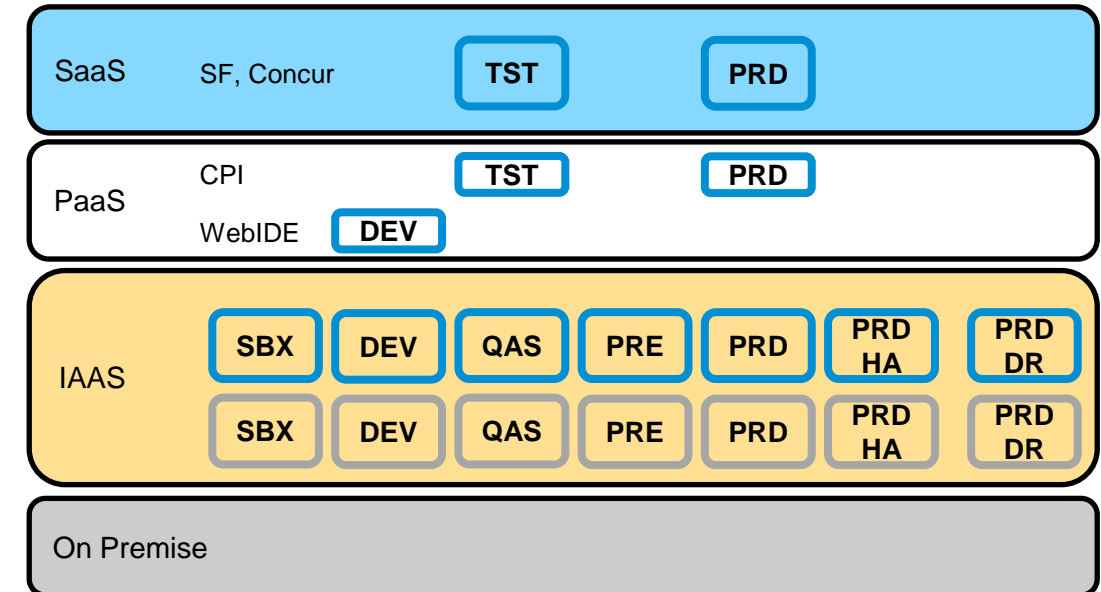 SaaS SF, Concur TST PRD
PaaS
CPI TST PRD
WebIDE DEV
IAAS
SBX DEV QAS PRE PRD PRD HA PRD DR
SBX DEV QAS PRE PRD PRD HA PRD DR
On Premise